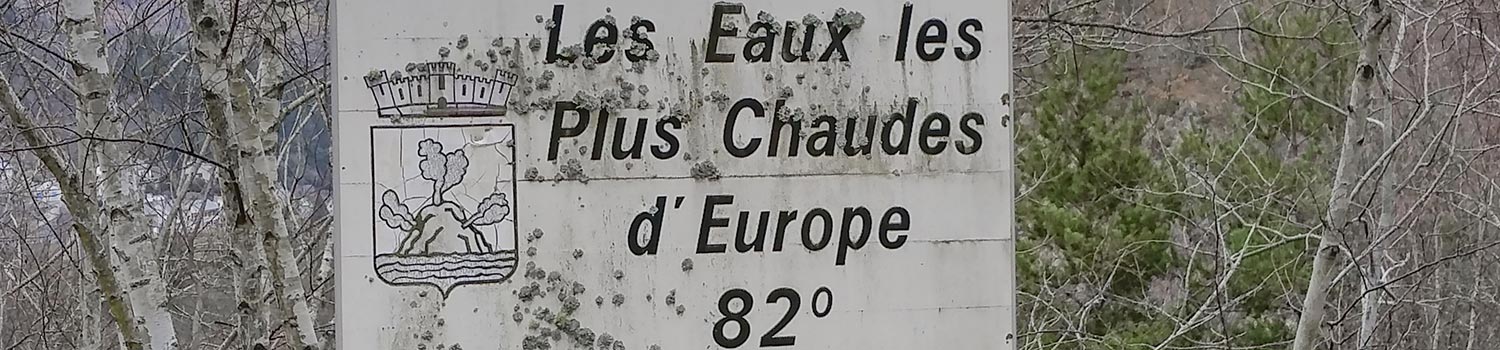 Les Eaux les
Plus Chaudes
d'Europe
82°